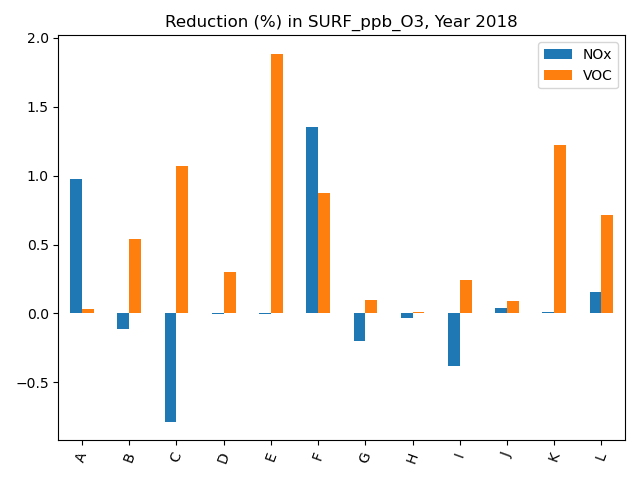 Reduction (%) in SURF_ppb_O3, Year 2018
NOx
VOC
2.0
1.5
1.0
0.5
0.0
−0.5
A B C D E F G H I J K L